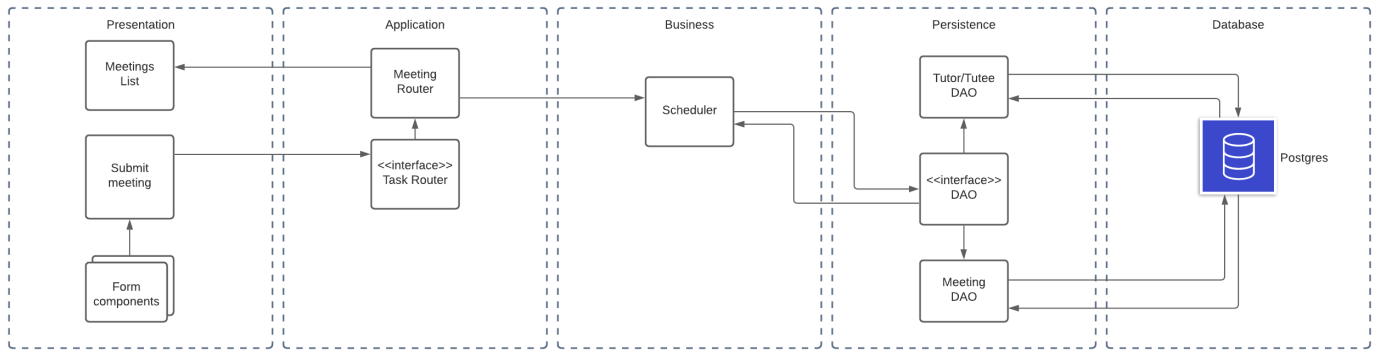 Presentation
Application
Business
Persistence
Database
Meetings
List
Submit
meeting
Form
components
Meeting
Router
<<interface>>
Task Router
Scheduler
Tutor/Tutee
DAO
<<interface>>
DAO
Meeting
DAO
Postgres